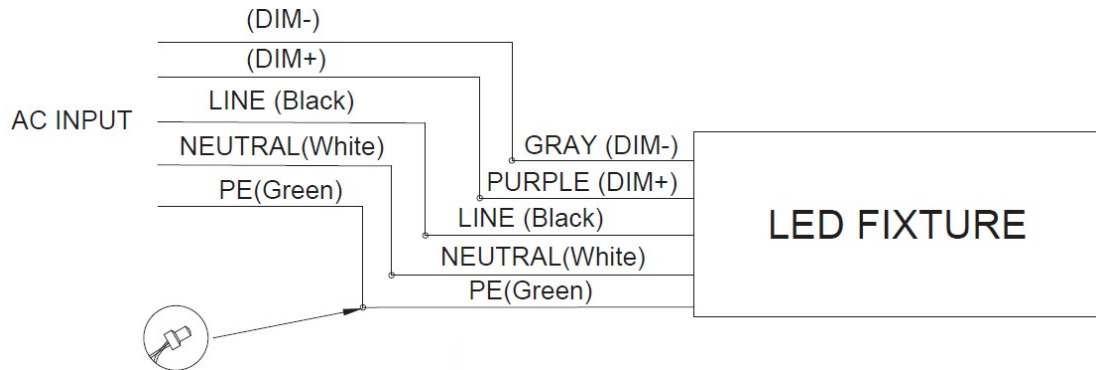 (DIM-)
(DIM+)
LINE (Black)
AC INPUT
NEUTRAL(White)
PE(Green)
GRAY (DIM-)
PURPLE (DIM+)
LINE (Black)
NEUTRAL(White)
PE(Green)
LED FIXTURE